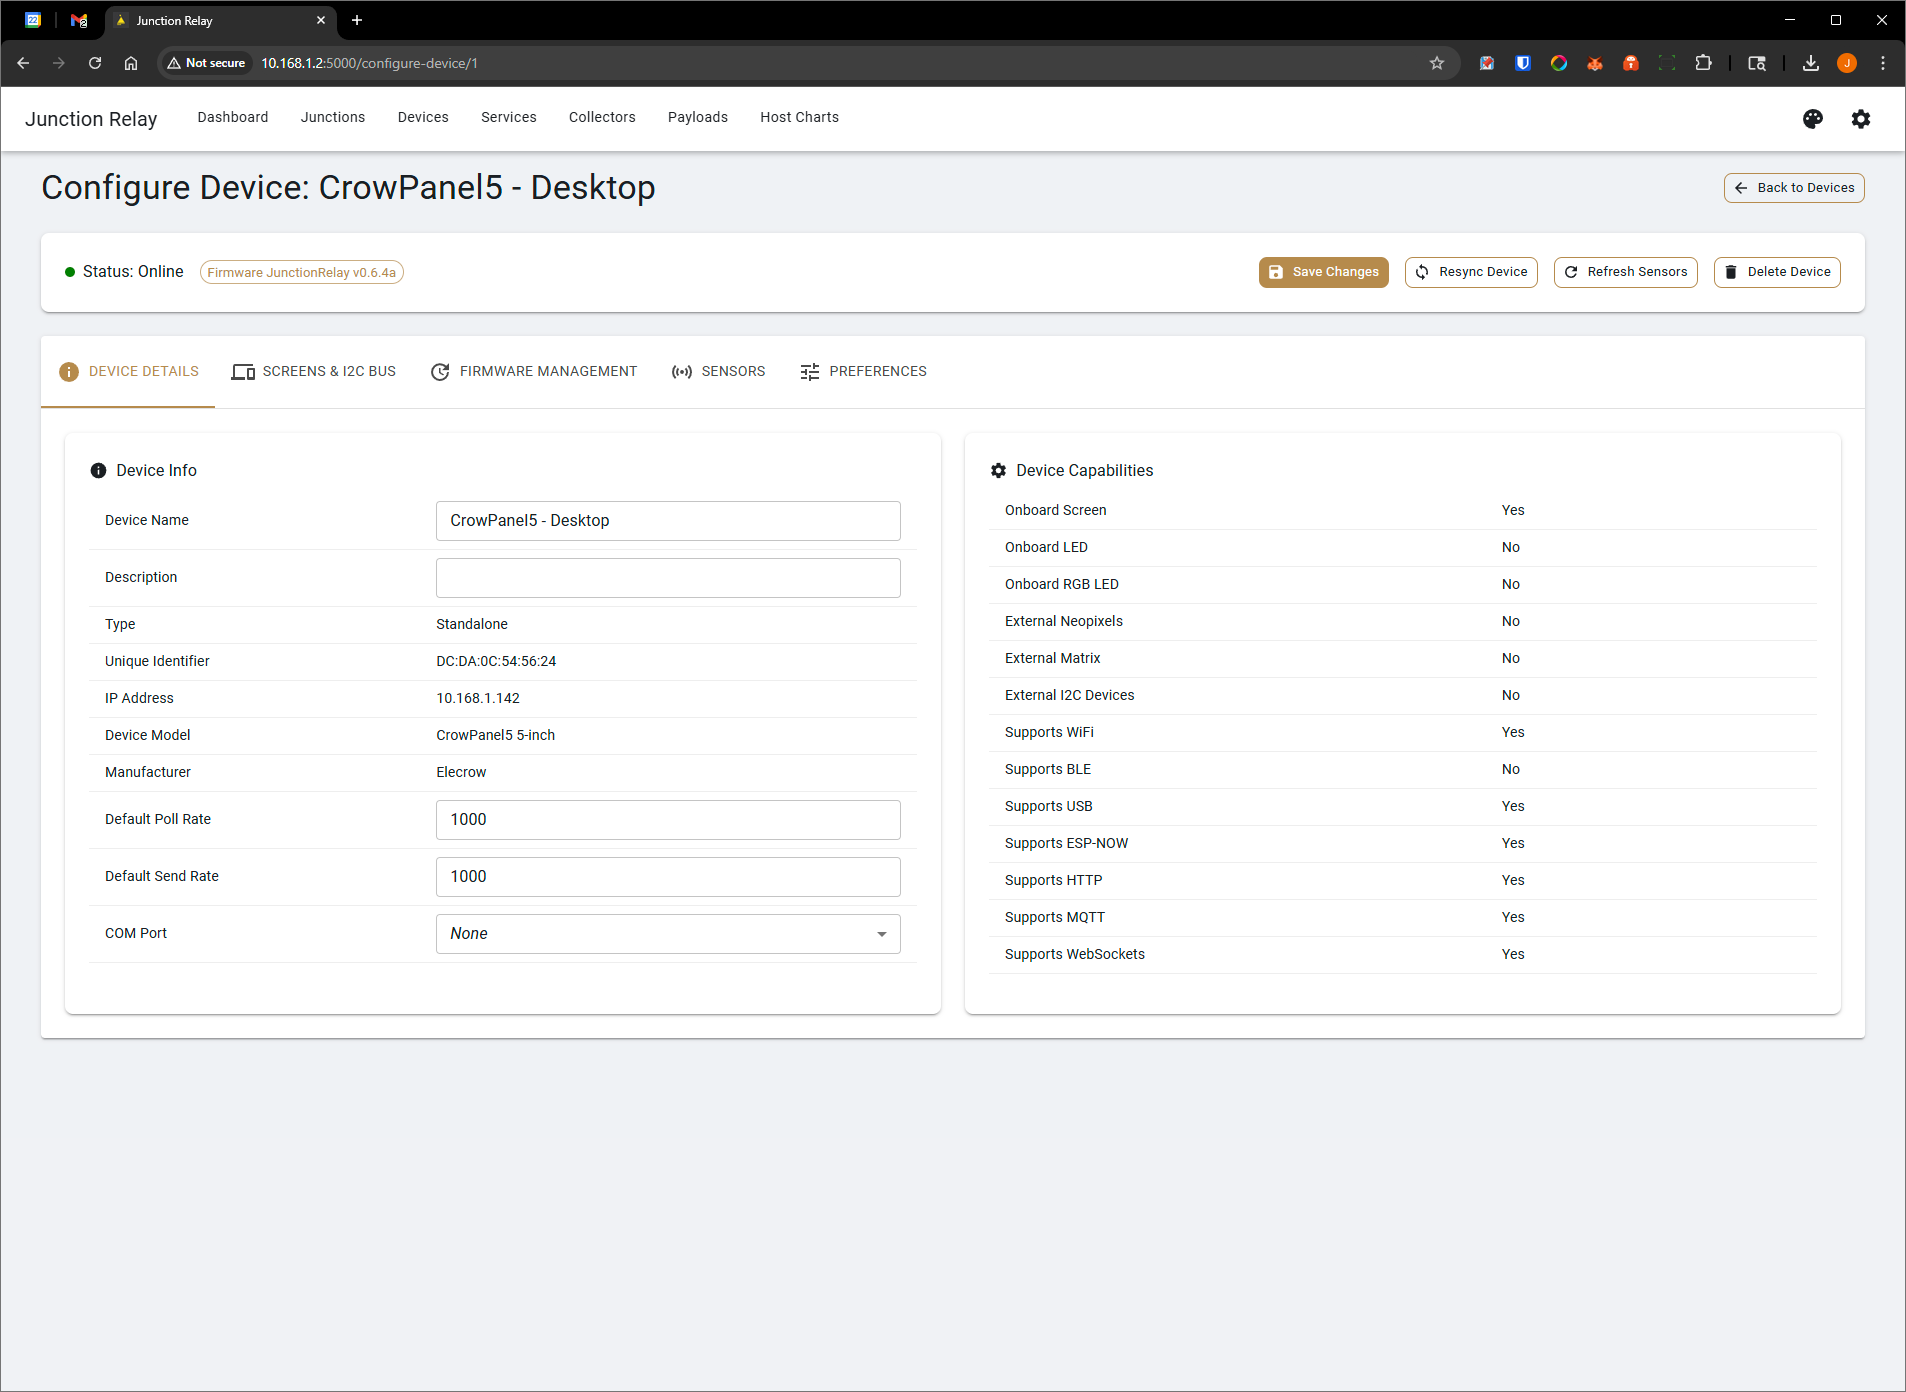 22
2
Junction Relay
Not secure
10.168.1.2:5000/configure-device/1
J
Junction Relay
Dashboard
Junctions
Devices
Services
Collectors
Payloads
Host Charts
Configure Device: CrowPanel5 - Desktop
Back to Devices
Status: Online
Firmware JunctionRelay v0.6.4a
Save Changes
Resync Device
Refresh Sensors
Delete Device
DEVICE DETAILS
SCREENS & I2C BUS
FIRMWARE MANAGEMENT
SENSORS
PREFERENCES
Device Info
Device Name CrowPanel5 - Desktop
Description
Type Standalone
Unique Identifier DC:DA:0C:54:56:24
IP Address 10.168.1.142
Device Model CrowPanel5 5-inch
Manufacturer Elecrow
Default Poll Rate 1000
Default Send Rate 1000
COM Port None
Device Capabilities
Onboard Screen Yes
Onboard LED No
Onboard RGB LED No
External Neopixels No
External Matrix No
External I2C Devices No
Supports WiFi Yes
Supports BLE No
Supports USB Yes
Supports ESP-NOW Yes
Supports HTTP Yes
Supports MQTT Yes
Supports WebSockets Yes